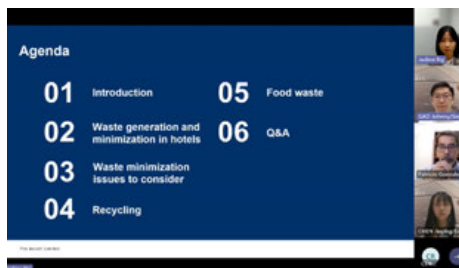 Agenda
01 Introduction
02 Waste generation and
minimization in hotels
03 Waste minimization
issues to consider
04 Recycling
05 Food waste
06 Q&A
CR